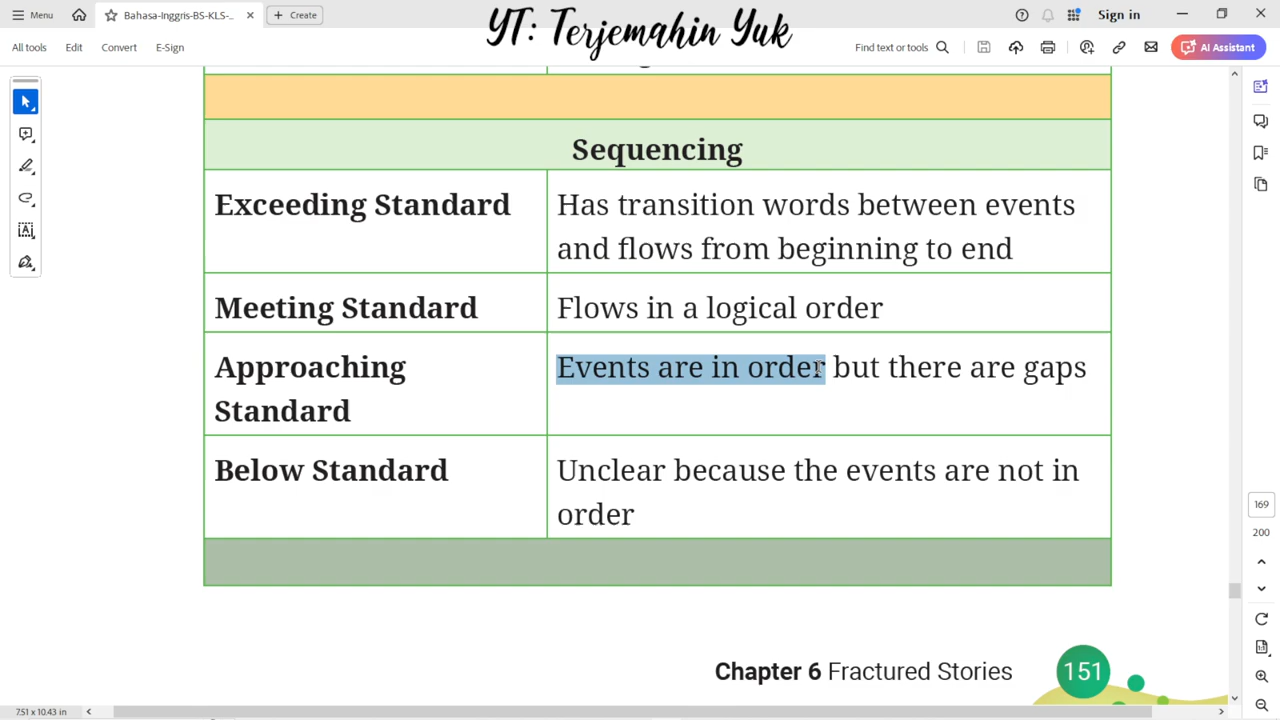 Menu
Bahasa-Inggris-BS-KLS-...
Create
YT: Terjemahin Yuk
Sign in
All tools
Edit
Convert
E-Sign
Find text or tools
AI Assistant
Sequencing
Exceeding Standard
Has transition words between events
and flows from beginning to end
Meeting Standard
Flows in a logical order
Approaching
Standard
Events are in order but there are gaps
Below Standard
Unclear because the events are not in
order
169
200
Chapter 6 Fractured Stories
151
7.51 x 10.43 in